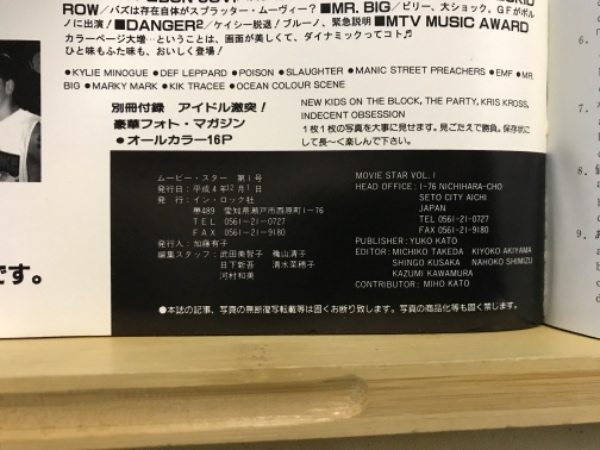 ROW／バズは存在自体がスプラッター・ムーヴィー？ ■MR. BIG／ビリー、大ショック、GFがポル
ノに出演！■DANGER2／ケイシー脱退！ブルーノ、緊急説明 ■MTV MUSIC AWARD
カラーページ大増…ということは、画面が美しくて、ダイナミックってコト♬
ひと味もふた味も、おいしく登場！
●KYLIE MINOGUE ●DEF LEPPARD ●POISON ●SLAUGHTER ●MANIC STREET PREACHERS ●EMF ●MR.
BIG ●MARKY MARK ●KIK TRACEE ●OCEAN COLOUR SCENE
別冊付録 アイドル激突！
豪華フォト・マガジン
●オールカラー16P
NEW KIDS ON THE BLOCK, THE PARTY, KRIS KROSS,
INDECENT OBSESSION
1枚1枚の写真を大事に見せます。見ごたえで勝負。保存状に
して長〜く楽しんで下さい。
ムービー・スター 第1号
発行日：平成4年12月1日
発 行：イン・ロック社
〒489 愛知県瀬戸市西原町1-76
TEL 0561-21-0727
FAX 0561-21-9180
発行人：加藤有子
編集スタッフ：武田美智子 穐山清子
日下新吾 清水菜穂子
河村和美
MOVIE STAR VOL. 1
HEAD OFFICE : 1-76 NICHIHARA-CHO
SETO CITY AICHI
JAPAN
TEL 0561-21-0727
FAX 0561-21-9180
PUBLISHER : YUKO KATO
EDITOR : MICHIKO TAKEDA KIYOKO AKIYAMA
SHINGO KUSAKA NAHOKO SHIMIZU
KAZUMI KAWAMURA
CONTRIBUTOR : MIHO KATO
●本誌の記事、写真の無断複写転載等は固くお断り致します。写真の商品化等も固く禁じます。
です。